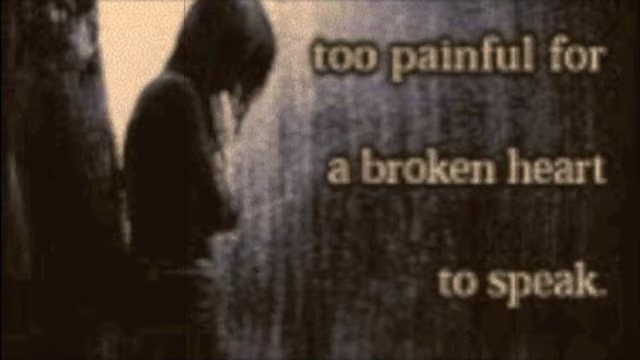 too painful for
a broken heart
to speak.